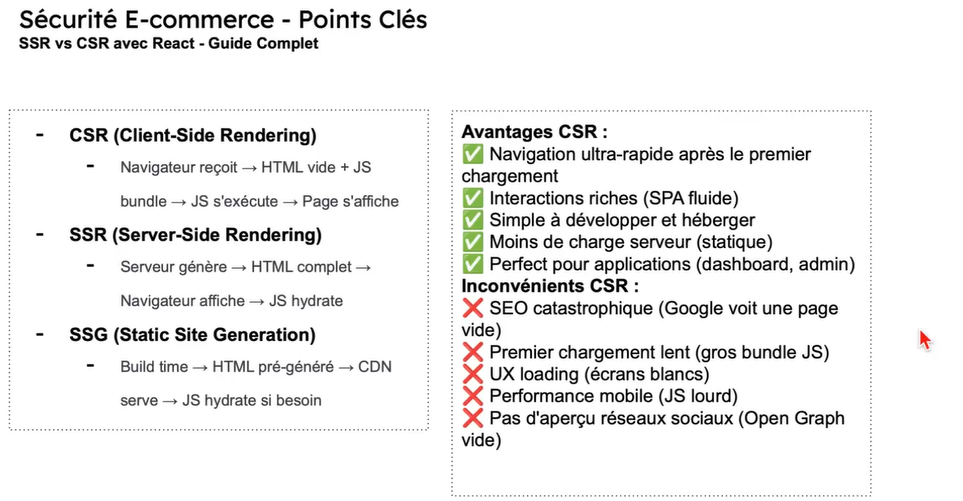 Sécurité E-commerce - Points Clés
SSR vs CSR avec React - Guide Complet
- CSR (Client-Side Rendering)
- Navigateur reçoit → HTML vide + JS
bundle → JS s'exécute → Page s'affiche
- SSR (Server-Side Rendering)
- Serveur génère → HTML complet →
Navigateur affiche → JS hydrate
- SSG (Static Site Generation)
- Build time → HTML pré-généré → CDN
serve → JS hydrate si besoin
Avantages CSR :
✅ Navigation ultra-rapide après le premier
chargement
✅ Interactions riches (SPA fluide)
✅ Simple à développer et héberger
✅ Moins de charge serveur (statique)
✅ Perfect pour applications (dashboard, admin)
Inconvénients CSR :
❌ SEO catastrophique (Google voit une page
vide)
❌ Premier chargement lent (gros bundle JS)
❌ UX loading (écrans blancs)
❌ Performance mobile (JS lourd)
❌ Pas d'aperçu réseaux sociaux (Open Graph
vide)